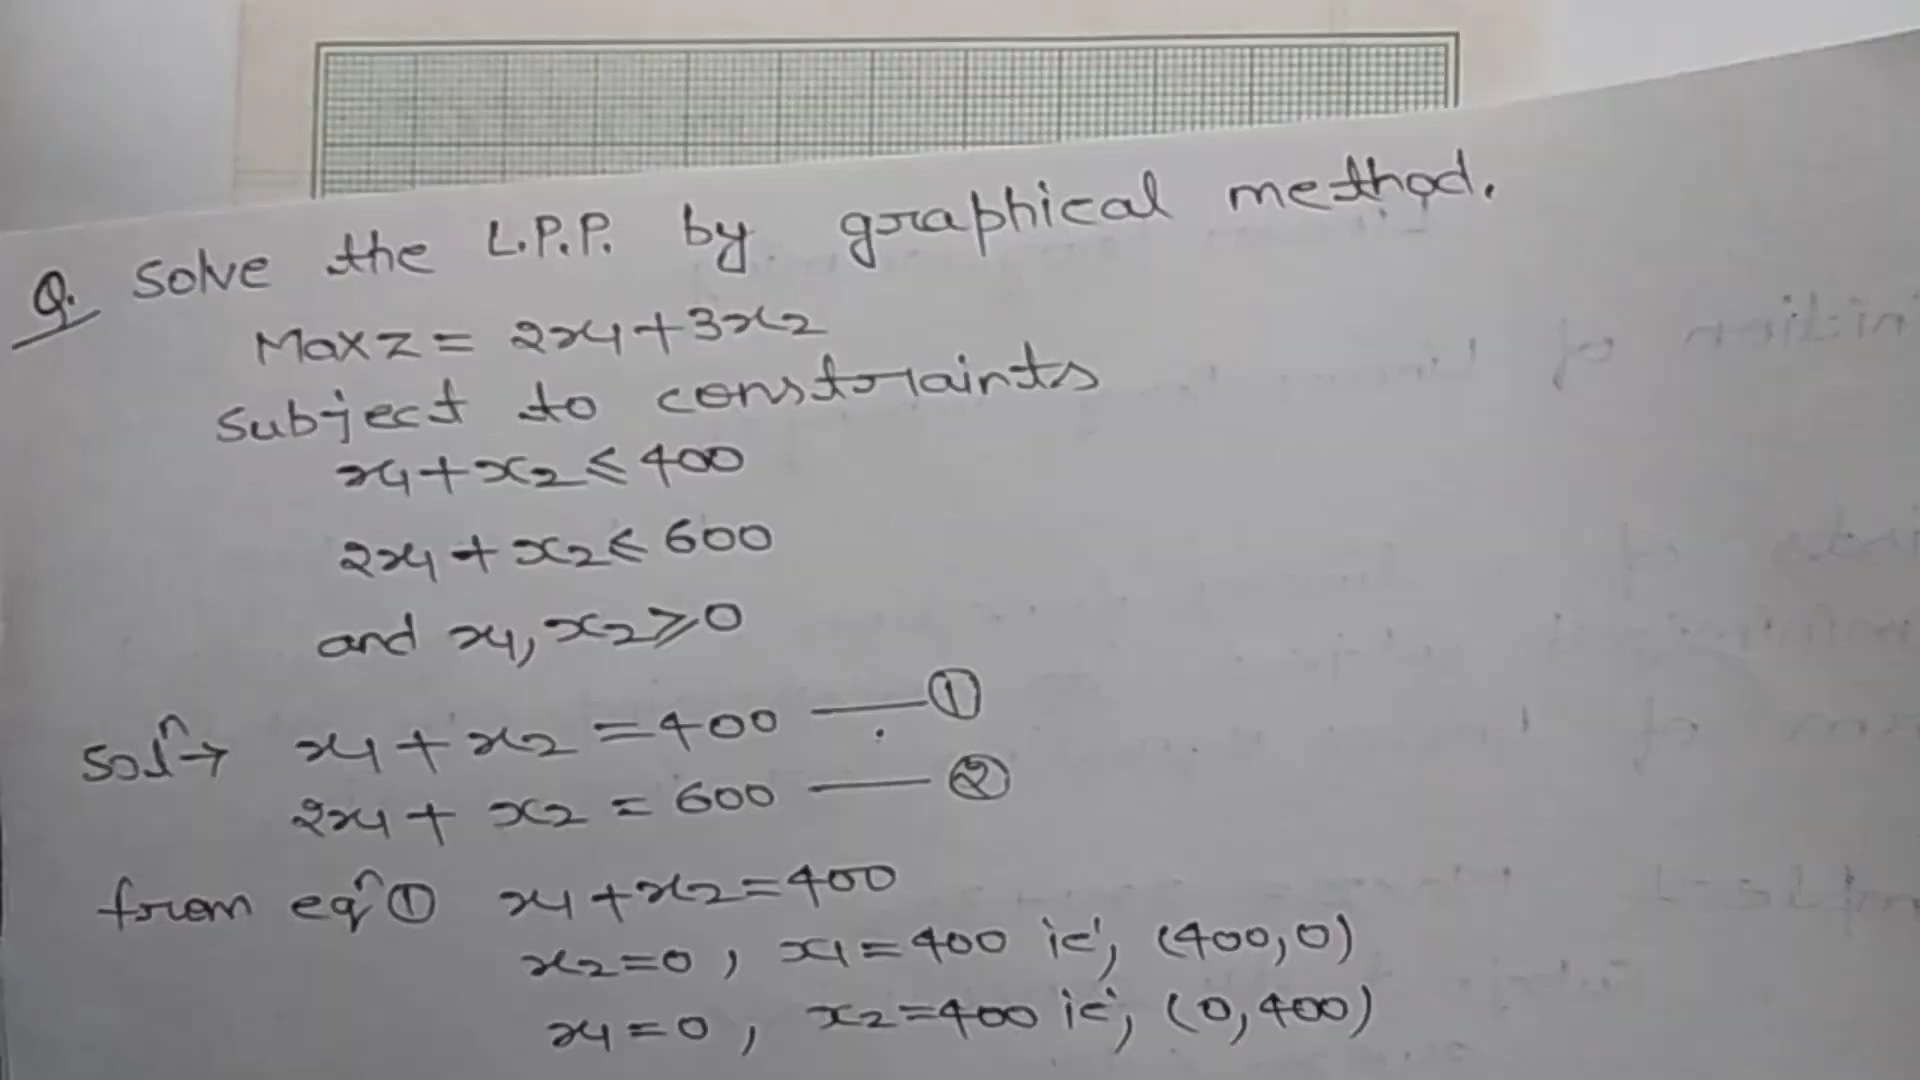 Q. Solve the L.P.P. by graphical method.
Max z = 2x1+3x2
Subject to constraints
x1+x2 ≤ 400
2x1+x2 ≤ 600
and x1, x2 ≥ 0
Solⁿ→ x1+x2 = 400 — ①
2x1+ x2 = 600 — ②
from eqⁿ ① x1+x2=400
x2=0, x1=400 ie, (400,0)
x1=0, x2=400 ie, (0,400)